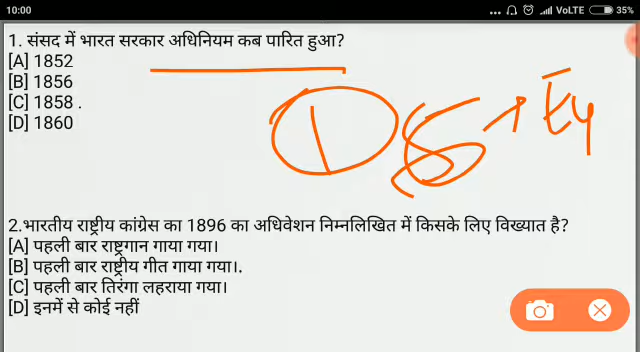 10:00 ... VoLTE 35%
1. संसद में भारत सरकार अधिनियम कब पारित हुआ?
[A] 1852
[B] 1856
[C] 1858 .
[D] 1860
2.भारतीय राष्ट्रीय कांग्रेस का 1896 का अधिवेशन निम्नलिखित में किसके लिए विख्यात है?
[A] पहली बार राष्ट्रगान गाया गया।
[B] पहली बार राष्ट्रीय गीत गाया गया।.
[C] पहली बार तिरंगा लहराया गया।
[D] इनमें से कोई नहीं